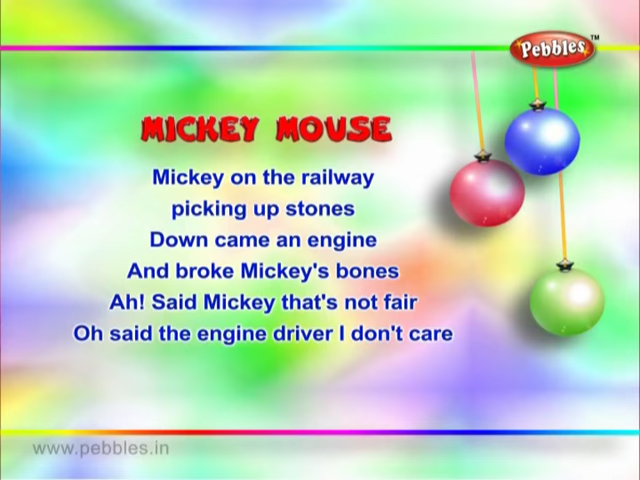 Pebbles™
MICKEY MOUSE
Mickey on the railway
picking up stones
Down came an engine
And broke Mickey's bones
Ah! Said Mickey that's not fair
Oh said the engine driver I don't care
www.pebbles.in